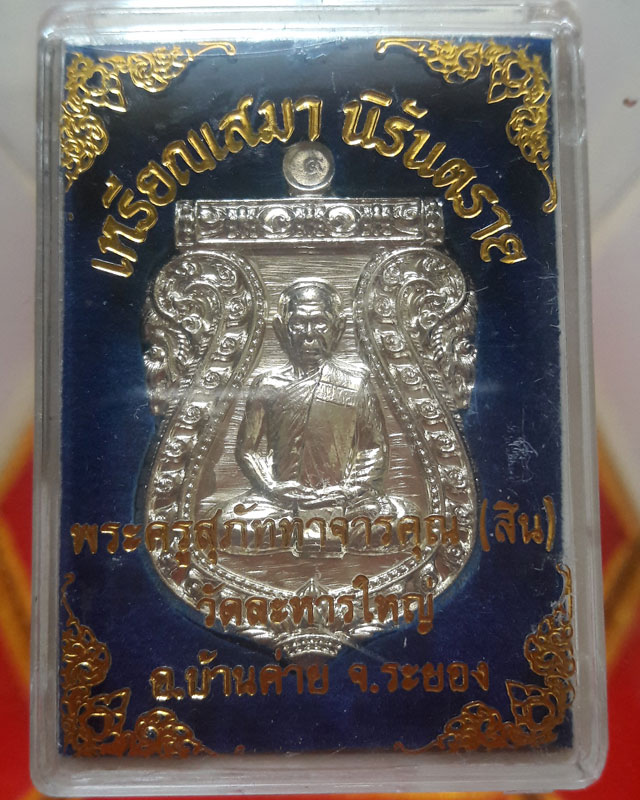 เหรียญเสมา นิรันตราย
พระครูสุภัททาจารคุณ (สิน)
วัดละหารใหญ่
อ.บ้านค่าย จ.ระยอง